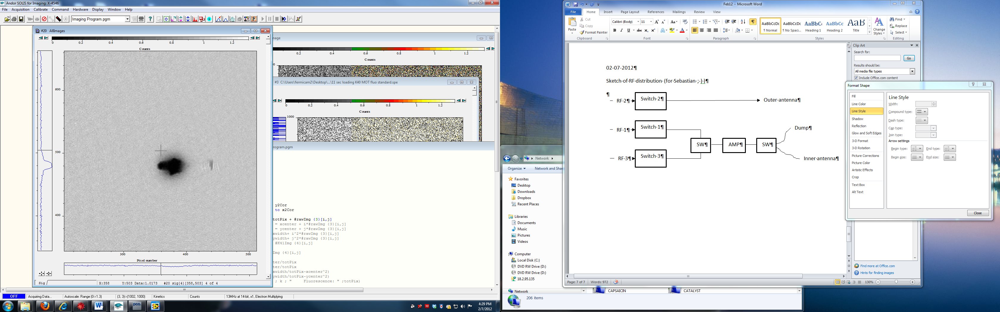 Andor SOLIS for Imaging: X-4546
File Acquisition Calibrate Command Hardware Display Window Help
Imaging Program.pgm
#20 AllImages
0 0.2 0.4 0.6 0.8 1 1.2
Counts
600
500
400
300 400 500
Pixel number
Sig X:358 Y:503 Data:1.0173 #20 sig{4}[358,503] 4 of 4
mage
0.2 0.4 0.6 0.8 1 1.2
Counts
#3 C:\Users\fermicam2\Desktop\...\11 sec loading K40 MOT fluo standard.spe
0 0.2 0.4 0.6 0.8 1 1.2
Counts
1000
rogram.pgm
y2Cor
to x2Cor
totPix + #rawImg {3}[i,j]
= xcenter + i*#rawImg {3}[i,j]
= ycenter + j*#rawImg {3}[i,j]
xwidth+ i^2*#rawImg {3}[i,j]
ywidth+ j^2*#rawImg {3}[i,j]
#K41Img {4}[i,j]
Img {4}[i,j]
ter/totPix
ter/totPix
xwidth/totPix-xcenter^2)
ywidth/totPix-ycenter^2)
; k ; " Fluorescence: " ;totPix)
OFF Acquiring Data... Autoscale: Range (0->1.3) (3, 3)->(1002, 1000) Kinetics Counts 13MHz at 14-bit, x1, Electron Multiplying
pco.
4:29 PM
2/7/2012
Feb12 - Microsoft Word
File Home Insert Page Layout References Mailings Review View
Paste
Cut
Copy
Format Painter
Clipboard
Calibri (Body) 11
Font
Paragraph
AaBbCcDc AaBbCcDc AaBbC AaBbCc AaB
¶ Normal ¶ No Spaci... Heading 1 Heading 2 Title
Change Styles
Styles
Find
Replace
Select
Editing
02-07-2012¶
Sketch·of·RF·distribution·(for·Sebastian·;-)·)¶
¶
RF·2¶ Switch·2¶ Outer·antenna¶
RF·1¶ Switch·1¶ Dump¶
SW¶ AMP¶ SW¶
RF·3¶ Switch·3¶ Inner·antenna¶
Page: 7 of 7 Words: 972 130%
Clip Art
Search for:
Go
Results should be:
All media file types
Include Office.com content
Find more at Office.com
Hints for finding images
Format Shape
Fill
Line Color
Line Style
Shadow
Reflection
Glow and Soft Edges
3-D Format
3-D Rotation
Picture Corrections
Picture Color
Artistic Effects
Crop
Text Box
Alt Text
Line Style
Width:
Compound type:
Dash type:
Cap type:
Join type:
Arrow settings
Begin type: End type:
Begin size: End size:
Close
Network
Organize Network and Shar
Favorites
Desktop
Downloads
Dropbox
Recent Places
Libraries
Documents
Music
Pictures
Videos
Computer
Local Disk (C:)
DVD RW Drive (D:)
DVD RW Drive (D:)
18.2.95.135
Network
CAPSAICIN CATALYST
206 items